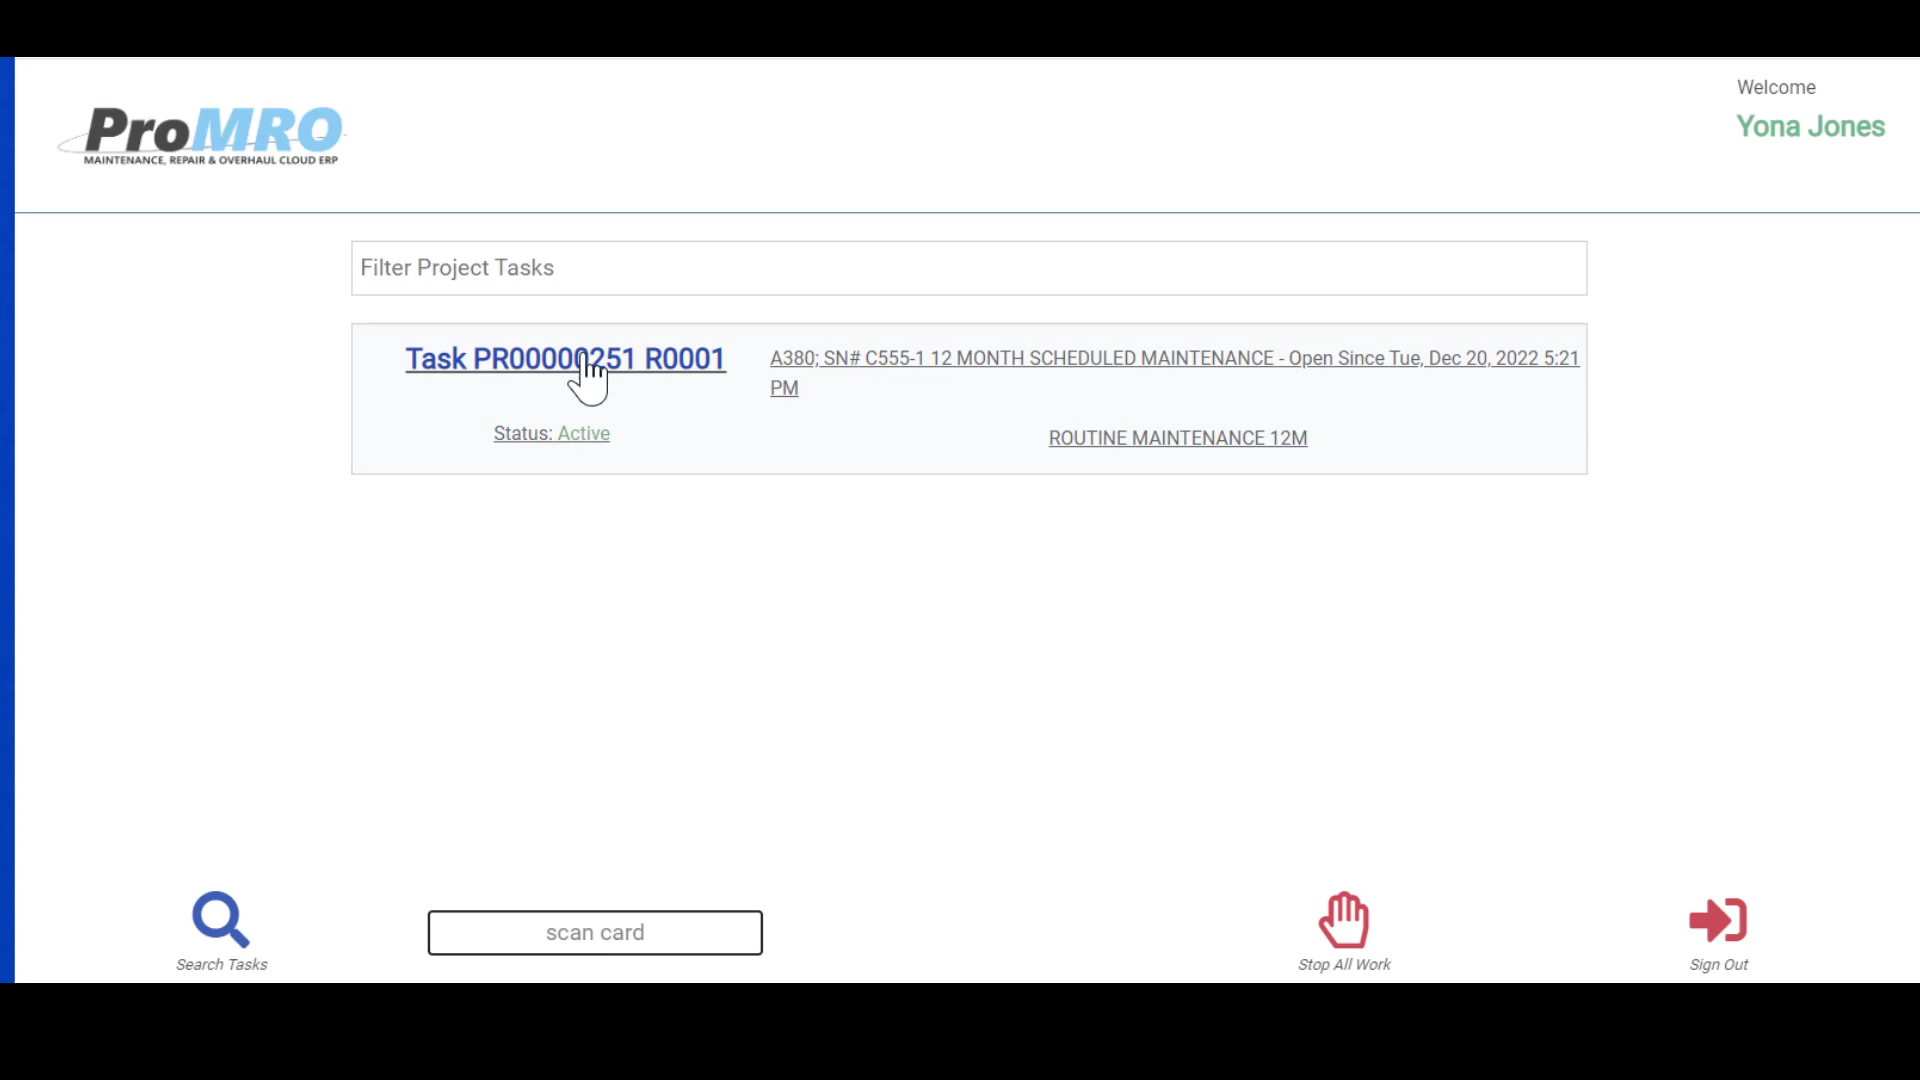 Welcome
Yona Jones
ProMRO
MAINTENANCE, REPAIR & OVERHAUL CLOUD ERP
Filter Project Tasks
Task PR00000251 R0001
A380; SN# C555-1 12 MONTH SCHEDULED MAINTENANCE - Open Since Tue, Dec 20, 2022 5:21
PM
Status: Active
ROUTINE MAINTENANCE 12M
scan card
Search Tasks
Stop All Work
Sign Out